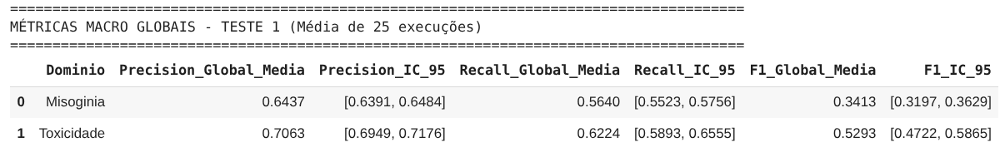 ================================================================================
MÉTRICAS MACRO GLOBAIS - TESTE 1 (Média de 25 execuções)
================================================================================
Dominio Precision_Global_Media Precision_IC_95 Recall_Global_Media Recall_IC_95 F1_Global_Media F1_IC_95
0 Misoginia 0.6437 [0.6391, 0.6484] 0.5640 [0.5523, 0.5756] 0.3413 [0.3197, 0.3629]
1 Toxicidade 0.7063 [0.6949, 0.7176] 0.6224 [0.5893, 0.6555] 0.5293 [0.4722, 0.5865]